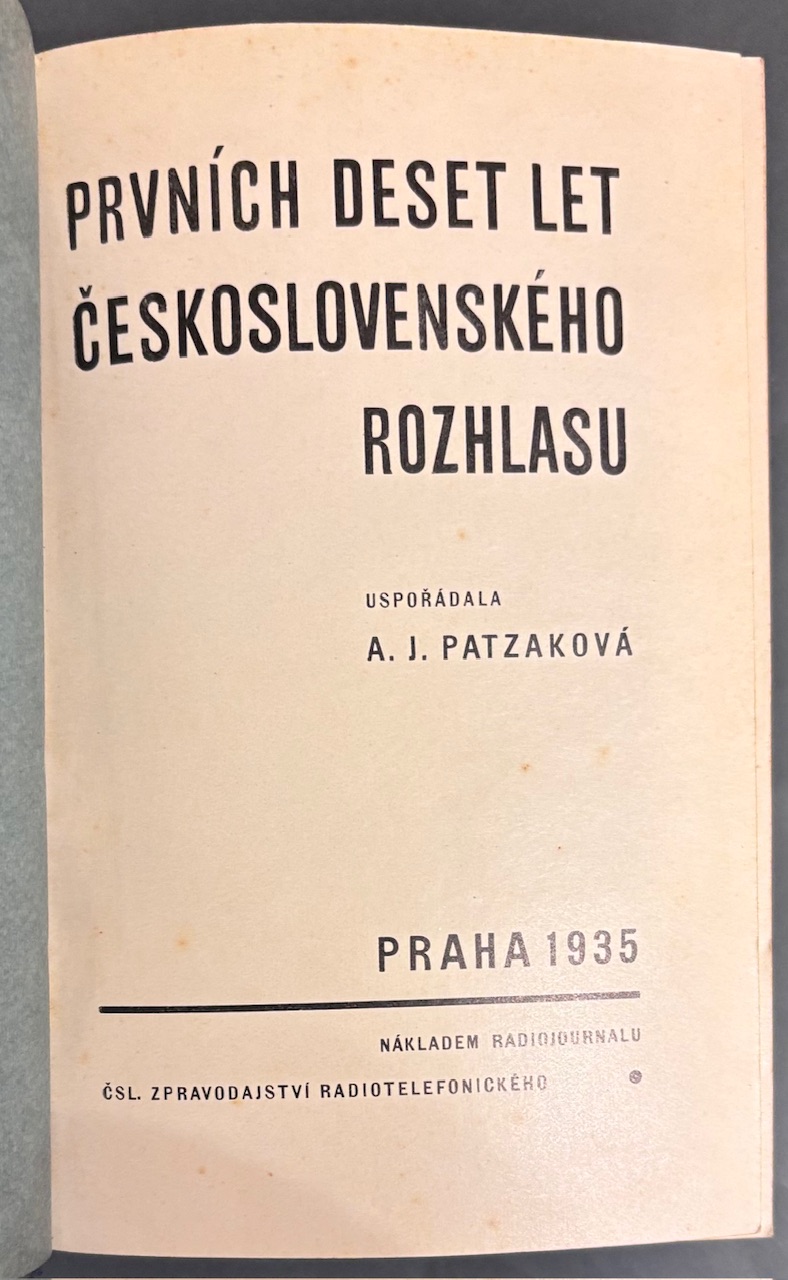 PRVNÍCH DESET LET
ČESKOSLOVENSKÉHO
ROZHLASU
USPOŘÁDALA
A. J. PATZAKOVÁ
PRAHA 1935
NÁKLADEM RADIOJOURNALU
ČSL. ZPRAVODAJSTVÍ RADIOTELEFONICKÉHO